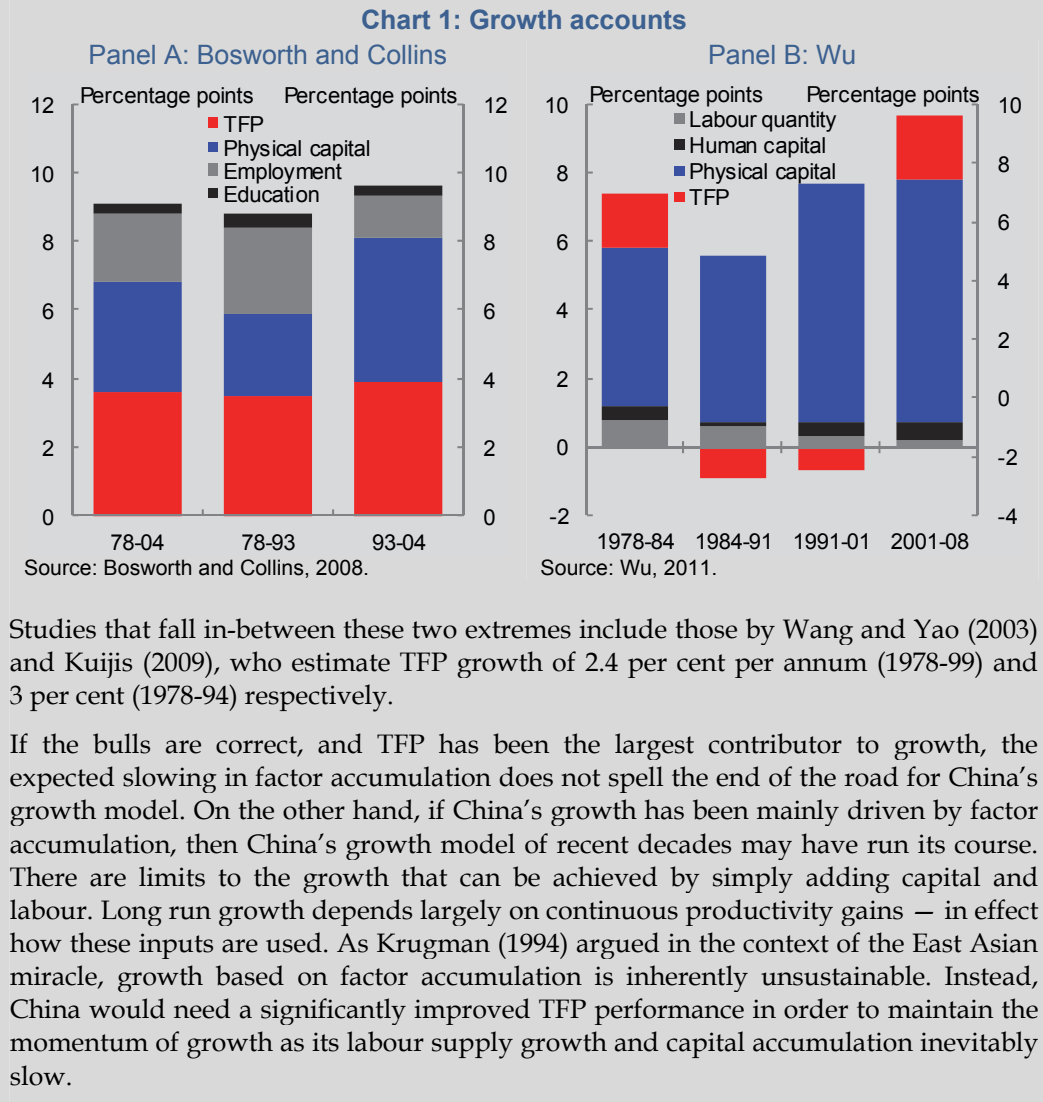 Chart 1: Growth accounts
Panel A: Bosworth and Collins
Percentage points Percentage points
TFP
Physical capital
Employment
Education
12
10
8
6
4
2
0
12
10
8
6
4
2
0
78-04 78-93 93-04
Source: Bosworth and Collins, 2008.
Panel B: Wu
Percentage points Percentage points
Labour quantity
Human capital
Physical capital
TFP
10
8
6
4
2
0
-2
10
8
6
4
2
0
-2
-4
1978-84 1984-91 1991-01 2001-08
Source: Wu, 2011.
Studies that fall in-between these two extremes include those by Wang and Yao (2003)
and Kuijis (2009), who estimate TFP growth of 2.4 per cent per annum (1978-99) and
3 per cent (1978-94) respectively.
If the bulls are correct, and TFP has been the largest contributor to growth, the
expected slowing in factor accumulation does not spell the end of the road for China's
growth model. On the other hand, if China's growth has been mainly driven by factor
accumulation, then China's growth model of recent decades may have run its course.
There are limits to the growth that can be achieved by simply adding capital and
labour. Long run growth depends largely on continuous productivity gains — in effect
how these inputs are used. As Krugman (1994) argued in the context of the East Asian
miracle, growth based on factor accumulation is inherently unsustainable. Instead,
China would need a significantly improved TFP performance in order to maintain the
momentum of growth as its labour supply growth and capital accumulation inevitably
slow.